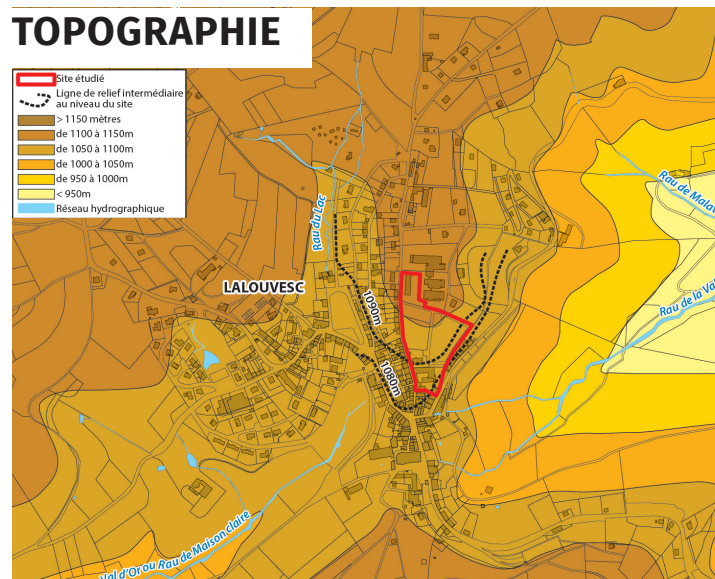 TOPOGRAPHIE
Site étudié
Ligne de relief intermédiaire
au niveau du site
> 1150 mètres
de 1100 à 1150m
de 1050 à 1100m
de 1000 à 1050m
de 950 à 1000m
< 950m
Réseau hydrographique
Rau du Lac
Rau de Malav
LALOUVESC
1090m
Rau de la Val
1080m
Val d'Or ou Rau de Maison claire